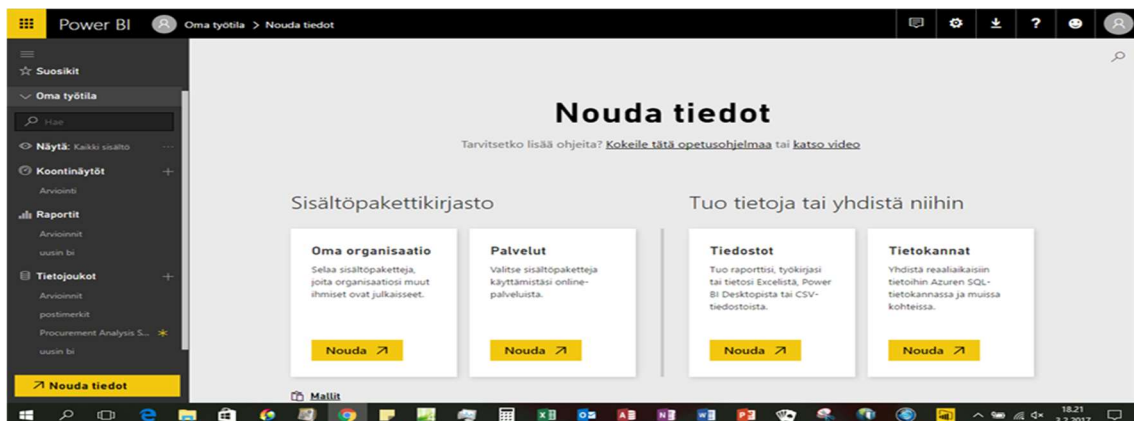 Power BI
Oma työtila > Nouda tiedot
?
Suosikit
Oma työtila
Hae
Näytä: Kaikki sisältö ...
Koontinäytöt +
Arviointi
Raportit
Arvioinnit
uusin bi
Tietojoukot +
Arvioinnit
postimerkit
Procurement Analysis S...
uusin bi
Nouda tiedot
Nouda tiedot
Tarvitsetko lisää ohjeita? Kokeile tätä opetusohjelmaa tai katso video
Sisältöpakettikirjasto
Oma organisaatio
Selaa sisältöpaketteja,
joita organisaatiosi muut
ihmiset ovat julkaisseet.
Nouda
Palvelut
Valitse sisältöpaketteja
käyttämistäsi online-
palveluista.
Nouda
Tuo tietoja tai yhdistä niihin
Tiedostot
Tuo raporttisi, työkirjasi
tai tietosi Excelistä, Power
BI Desktopista tai CSV-
tiedostoista.
Nouda
Tietokannat
Yhdistä reaaliaikaisiin
tietoihin Azuren SQL-
tietokannassa ja muissa
kohteissa.
Nouda
Mallit
18.21